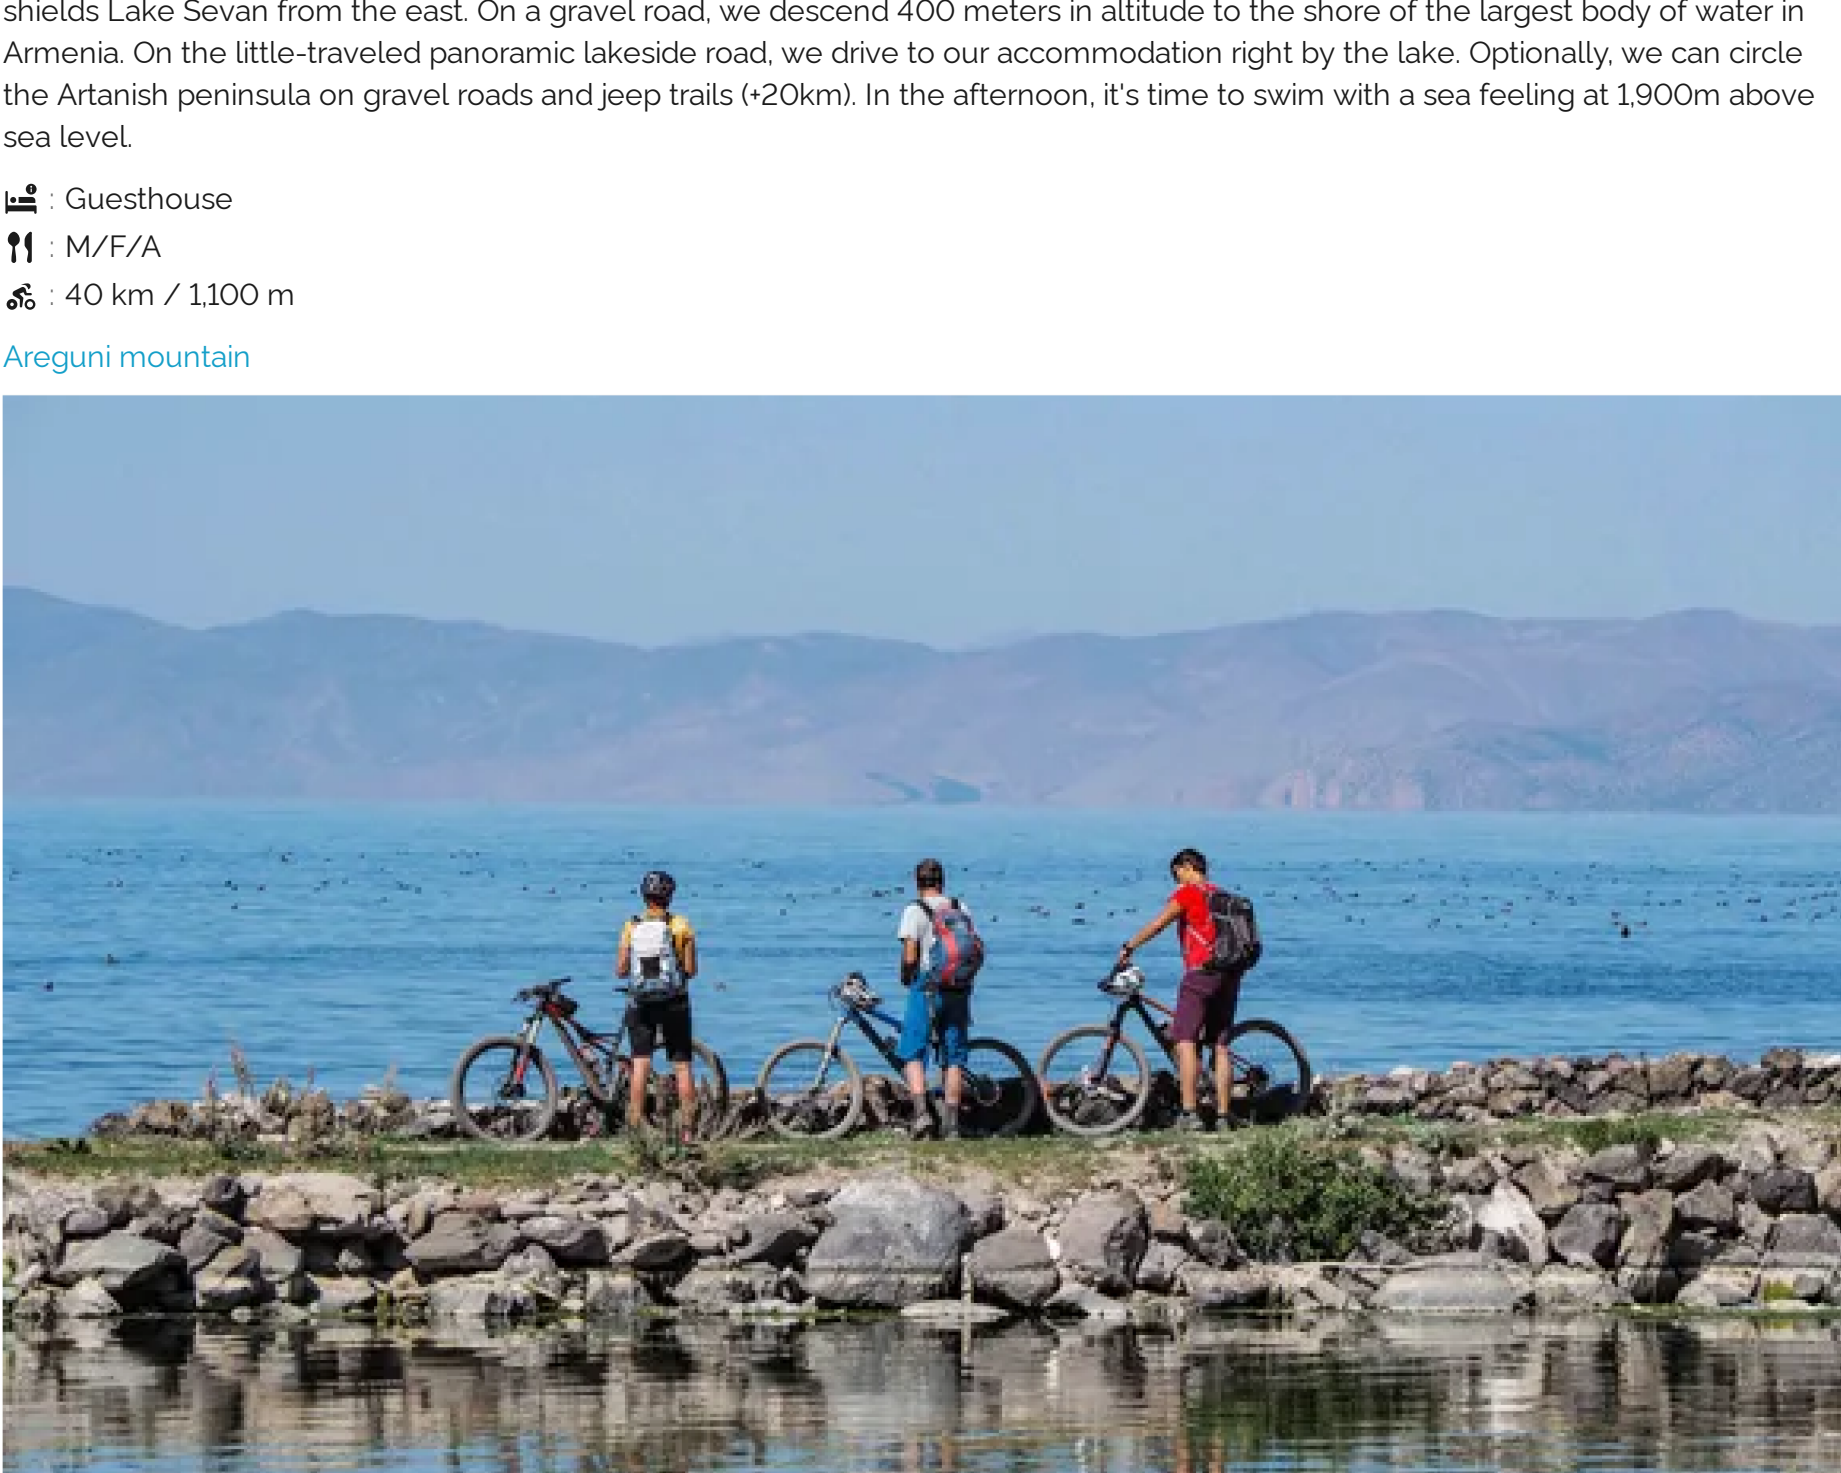 shields Lake Sevan from the east. On a gravel road, we descend 400 meters in altitude to the shore of the largest body of water in
Armenia. On the little-traveled panoramic lakeside road, we drive to our accommodation right by the lake. Optionally, we can circle
the Artanish peninsula on gravel roads and jeep trails (+20km). In the afternoon, it's time to swim with a sea feeling at 1,900m above
sea level.
: Guesthouse
: M/F/A
: 40 km / 1,100 m
Areguni mountain